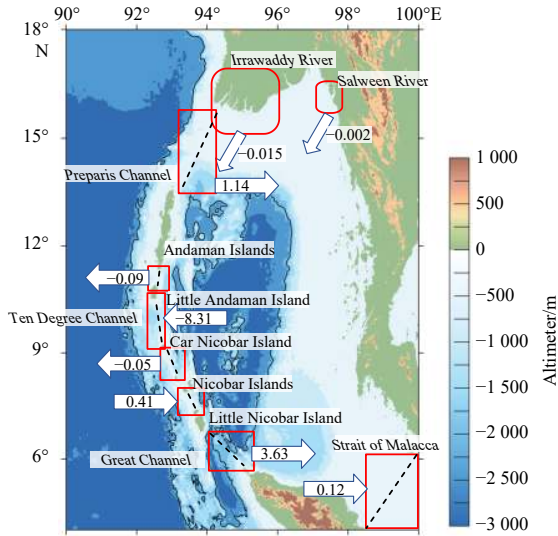 90° 92° 94° 96° 98° 100° E
18°
N
Irrawaddy River
Salween River
15°
−0.002
−0.015
Preparis Channel
1.14
12°
Andaman Islands
−0.09
Little Andaman Island
Ten Degree Channel
−8.31
Car Nicobar Island
9°
−0.05
Nicobar Islands
0.41
Little Nicobar Island
Strait of Malacca
6°
Great Channel
3.63
0.12
1 000
500
0
−500
−1 000
−1 500
−2 000
−2 500
−3 000
Altimeter/m